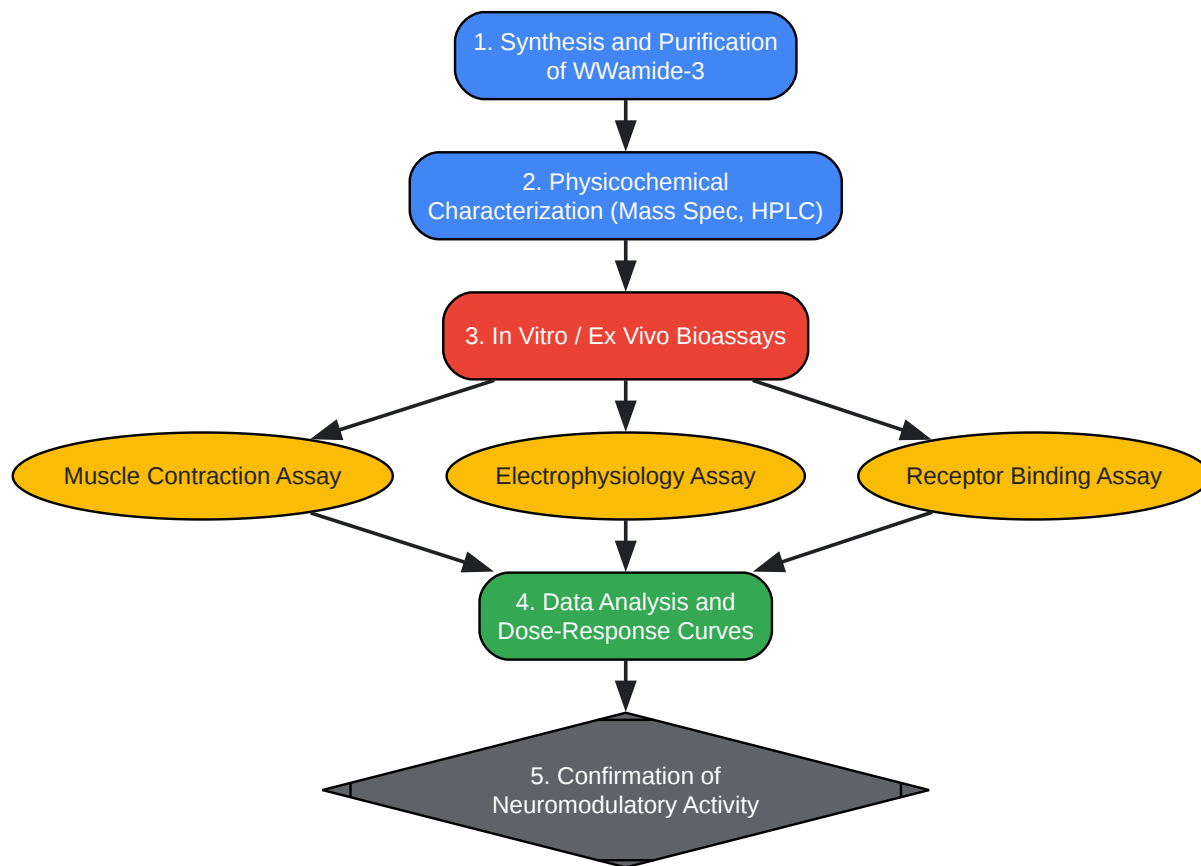 1. Synthesis and Purification
of WWamide-3
2. Physicochemical
Characterization (Mass Spec, HPLC)
3. In Vitro / Ex Vivo Bioassays
Muscle Contraction Assay
Electrophysiology Assay
Receptor Binding Assay
4. Data Analysis and
Dose-Response Curves
5. Confirmation of
Neuromodulatory Activity